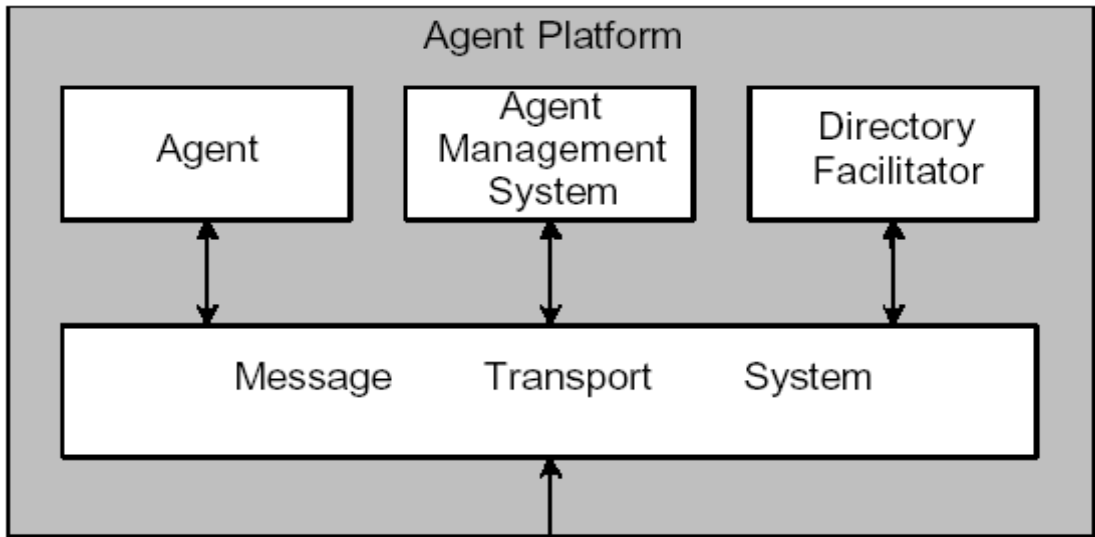 Agent Platform
Agent
Agent
Management
System
Directory
Facilitator
Message Transport System